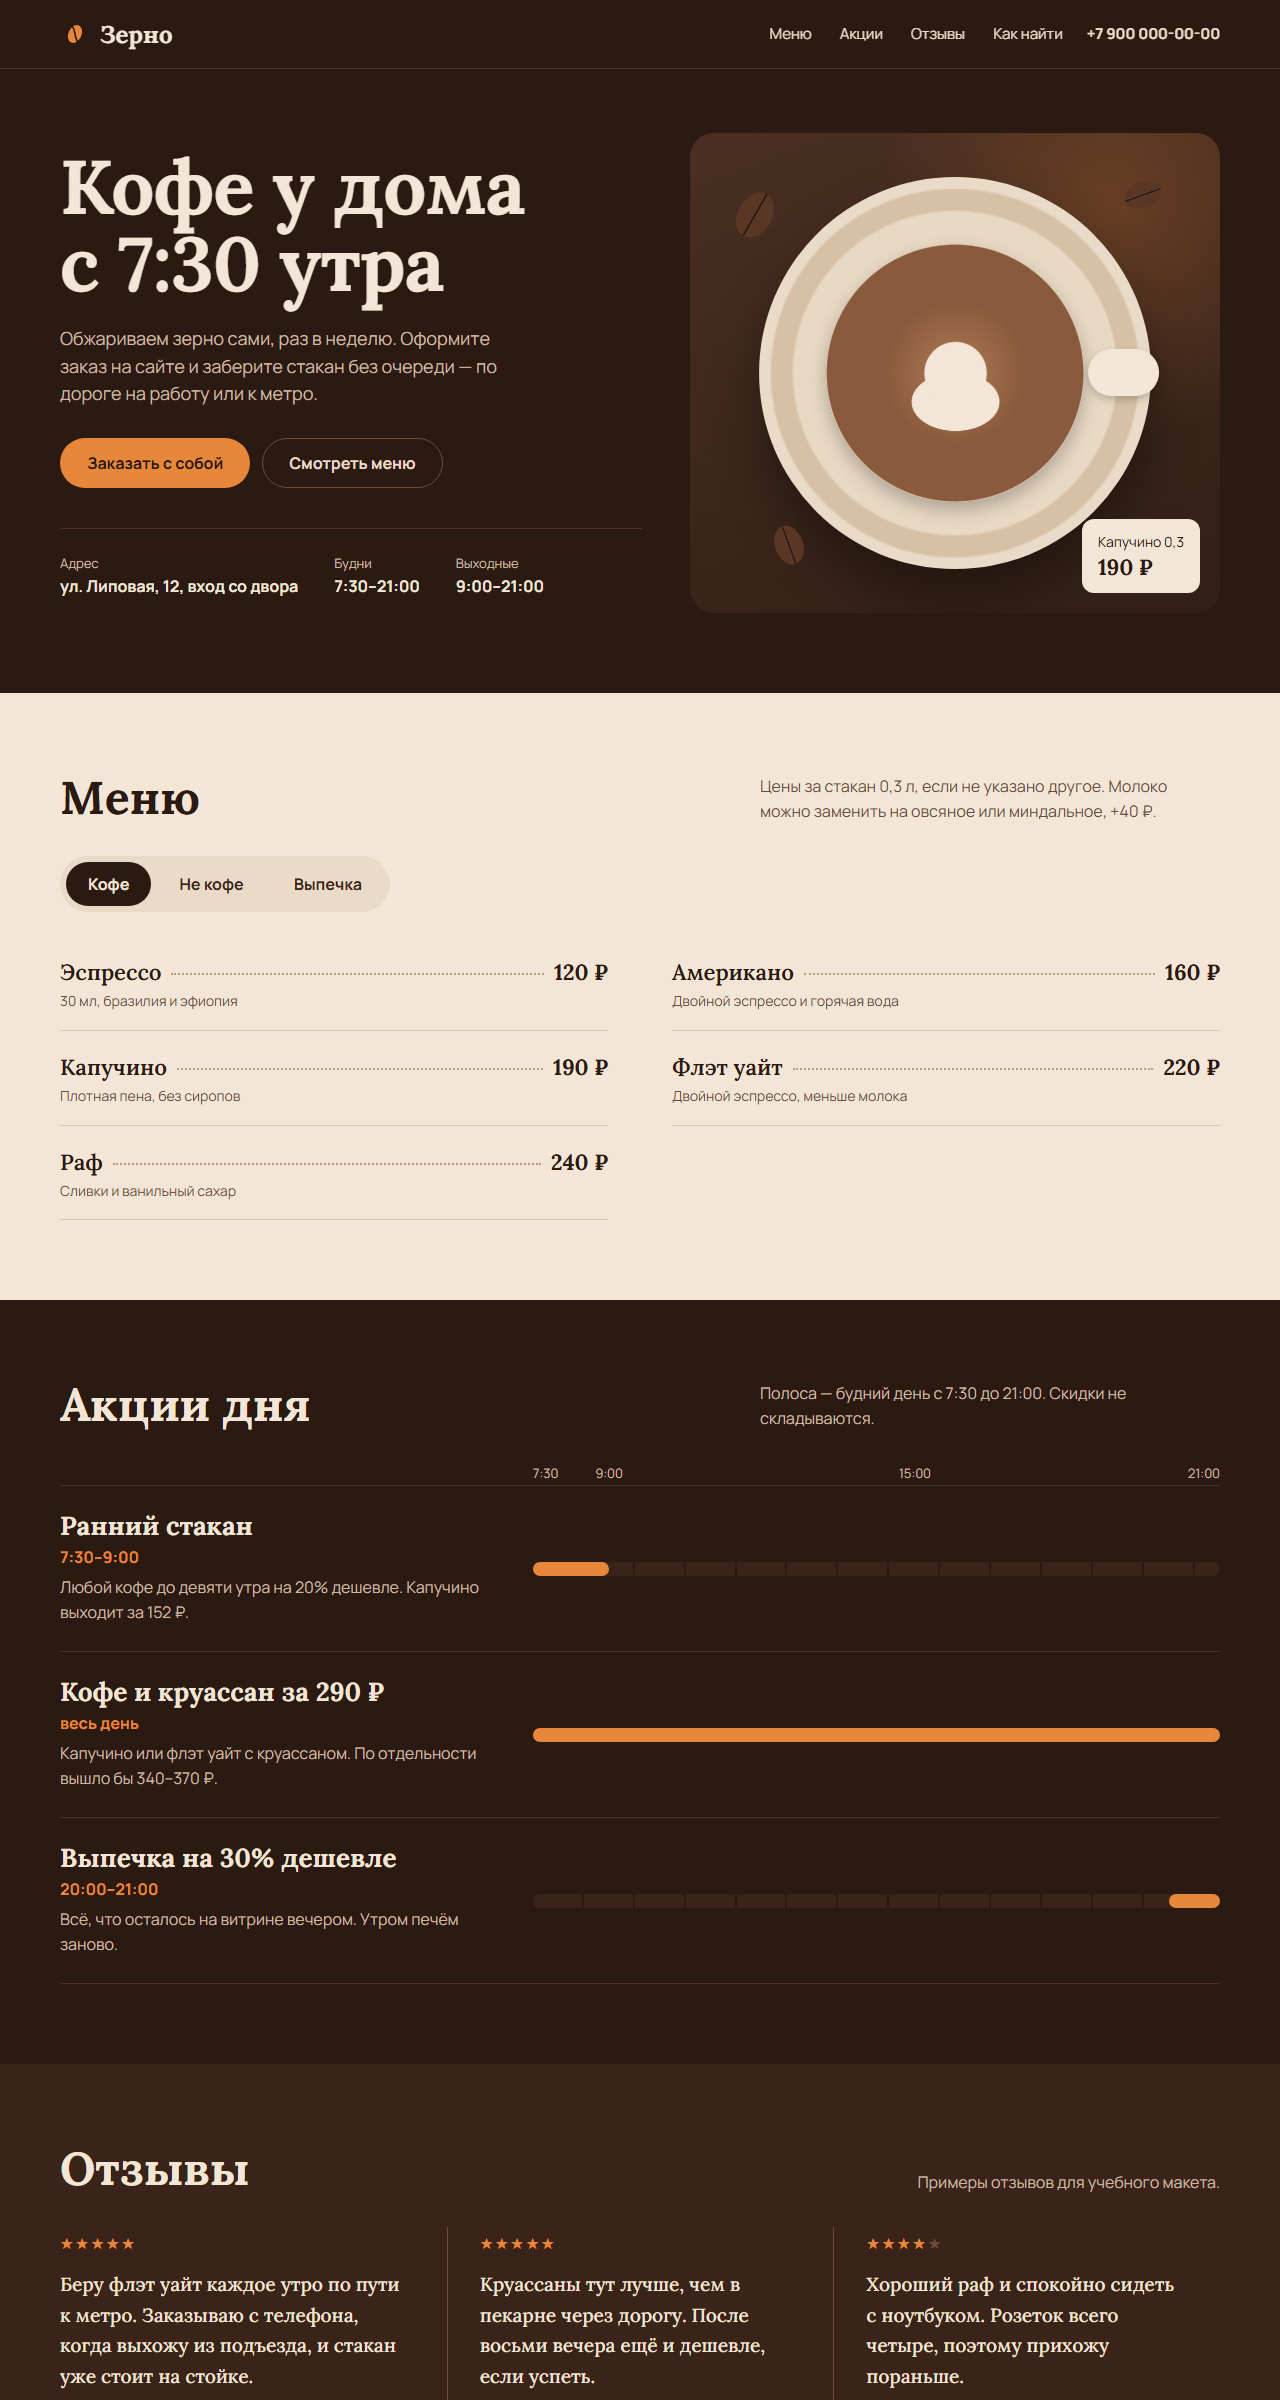 Зерно
Меню Акции Отзывы Как найти +7 900 000-00-00
Кофе у дома
с 7:30 утра
Обжариваем зерно сами, раз в неделю. Оформите
заказ на сайте и заберите стакан без очереди — по
дороге на работу или к метро.
Заказать с собой Смотреть меню
Адрес Будни Выходные
ул. Липовая, 12, вход со двора 7:30–21:00 9:00–21:00
Капучино 0,3
190 ₽
Меню
Цены за стакан 0,3 л, если не указано другое. Молоко
можно заменить на овсяное или миндальное, +40 ₽.
Кофе Не кофе Выпечка
Эспрессо 120 ₽
30 мл, бразилия и эфиопия
Американо 160 ₽
Двойной эспрессо и горячая вода
Капучино 190 ₽
Плотная пена, без сиропов
Флэт уайт 220 ₽
Двойной эспрессо, меньше молока
Раф 240 ₽
Сливки и ванильный сахар
Акции дня
Полоса — будний день с 7:30 до 21:00. Скидки не
складываются.
7:30 9:00 15:00 21:00
Ранний стакан
7:30–9:00
Любой кофе до девяти утра на 20% дешевле. Капучино
выходит за 152 ₽.
Кофе и круассан за 290 ₽
весь день
Капучино или флэт уайт с круассаном. По отдельности
вышло бы 340–370 ₽.
Выпечка на 30% дешевле
20:00–21:00
Всё, что осталось на витрине вечером. Утром печём
заново.
Отзывы
Примеры отзывов для учебного макета.
★★★★★
Беру флэт уайт каждое утро по пути
к метро. Заказываю с телефона,
когда выхожу из подъезда, и стакан
уже стоит на стойке.
★★★★★
Круассаны тут лучше, чем в
пекарне через дорогу. После
восьми вечера ещё и дешевле,
если успеть.
★★★★★
Хороший раф и спокойно сидеть
с ноутбуком. Розеток всего
четыре, поэтому прихожу
пораньше.